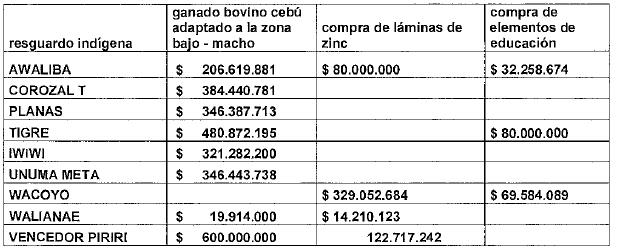 resguardo indígena ganado bovino cebú adaptado a la zona bajo - macho compra de láminas de zinc compra de elementos de educación
AWALIBA $ 206.619.881 $ 80.000.000 $ 32.258.674
COROZAL T $ 384.440.781
PLANAS $ 346.387.713
TIGRE $ 480.872.195 $ 80.000.000
IWIWI $ 321.282.200
UNUMA META $ 346.443.738
WACOYO $ 329.052.684 $ 69.584.089
WALIANAE $ 19.914.000 $ 14.210.123
VENCEDOR PIRIRI $ 600.000.000 122.717.242